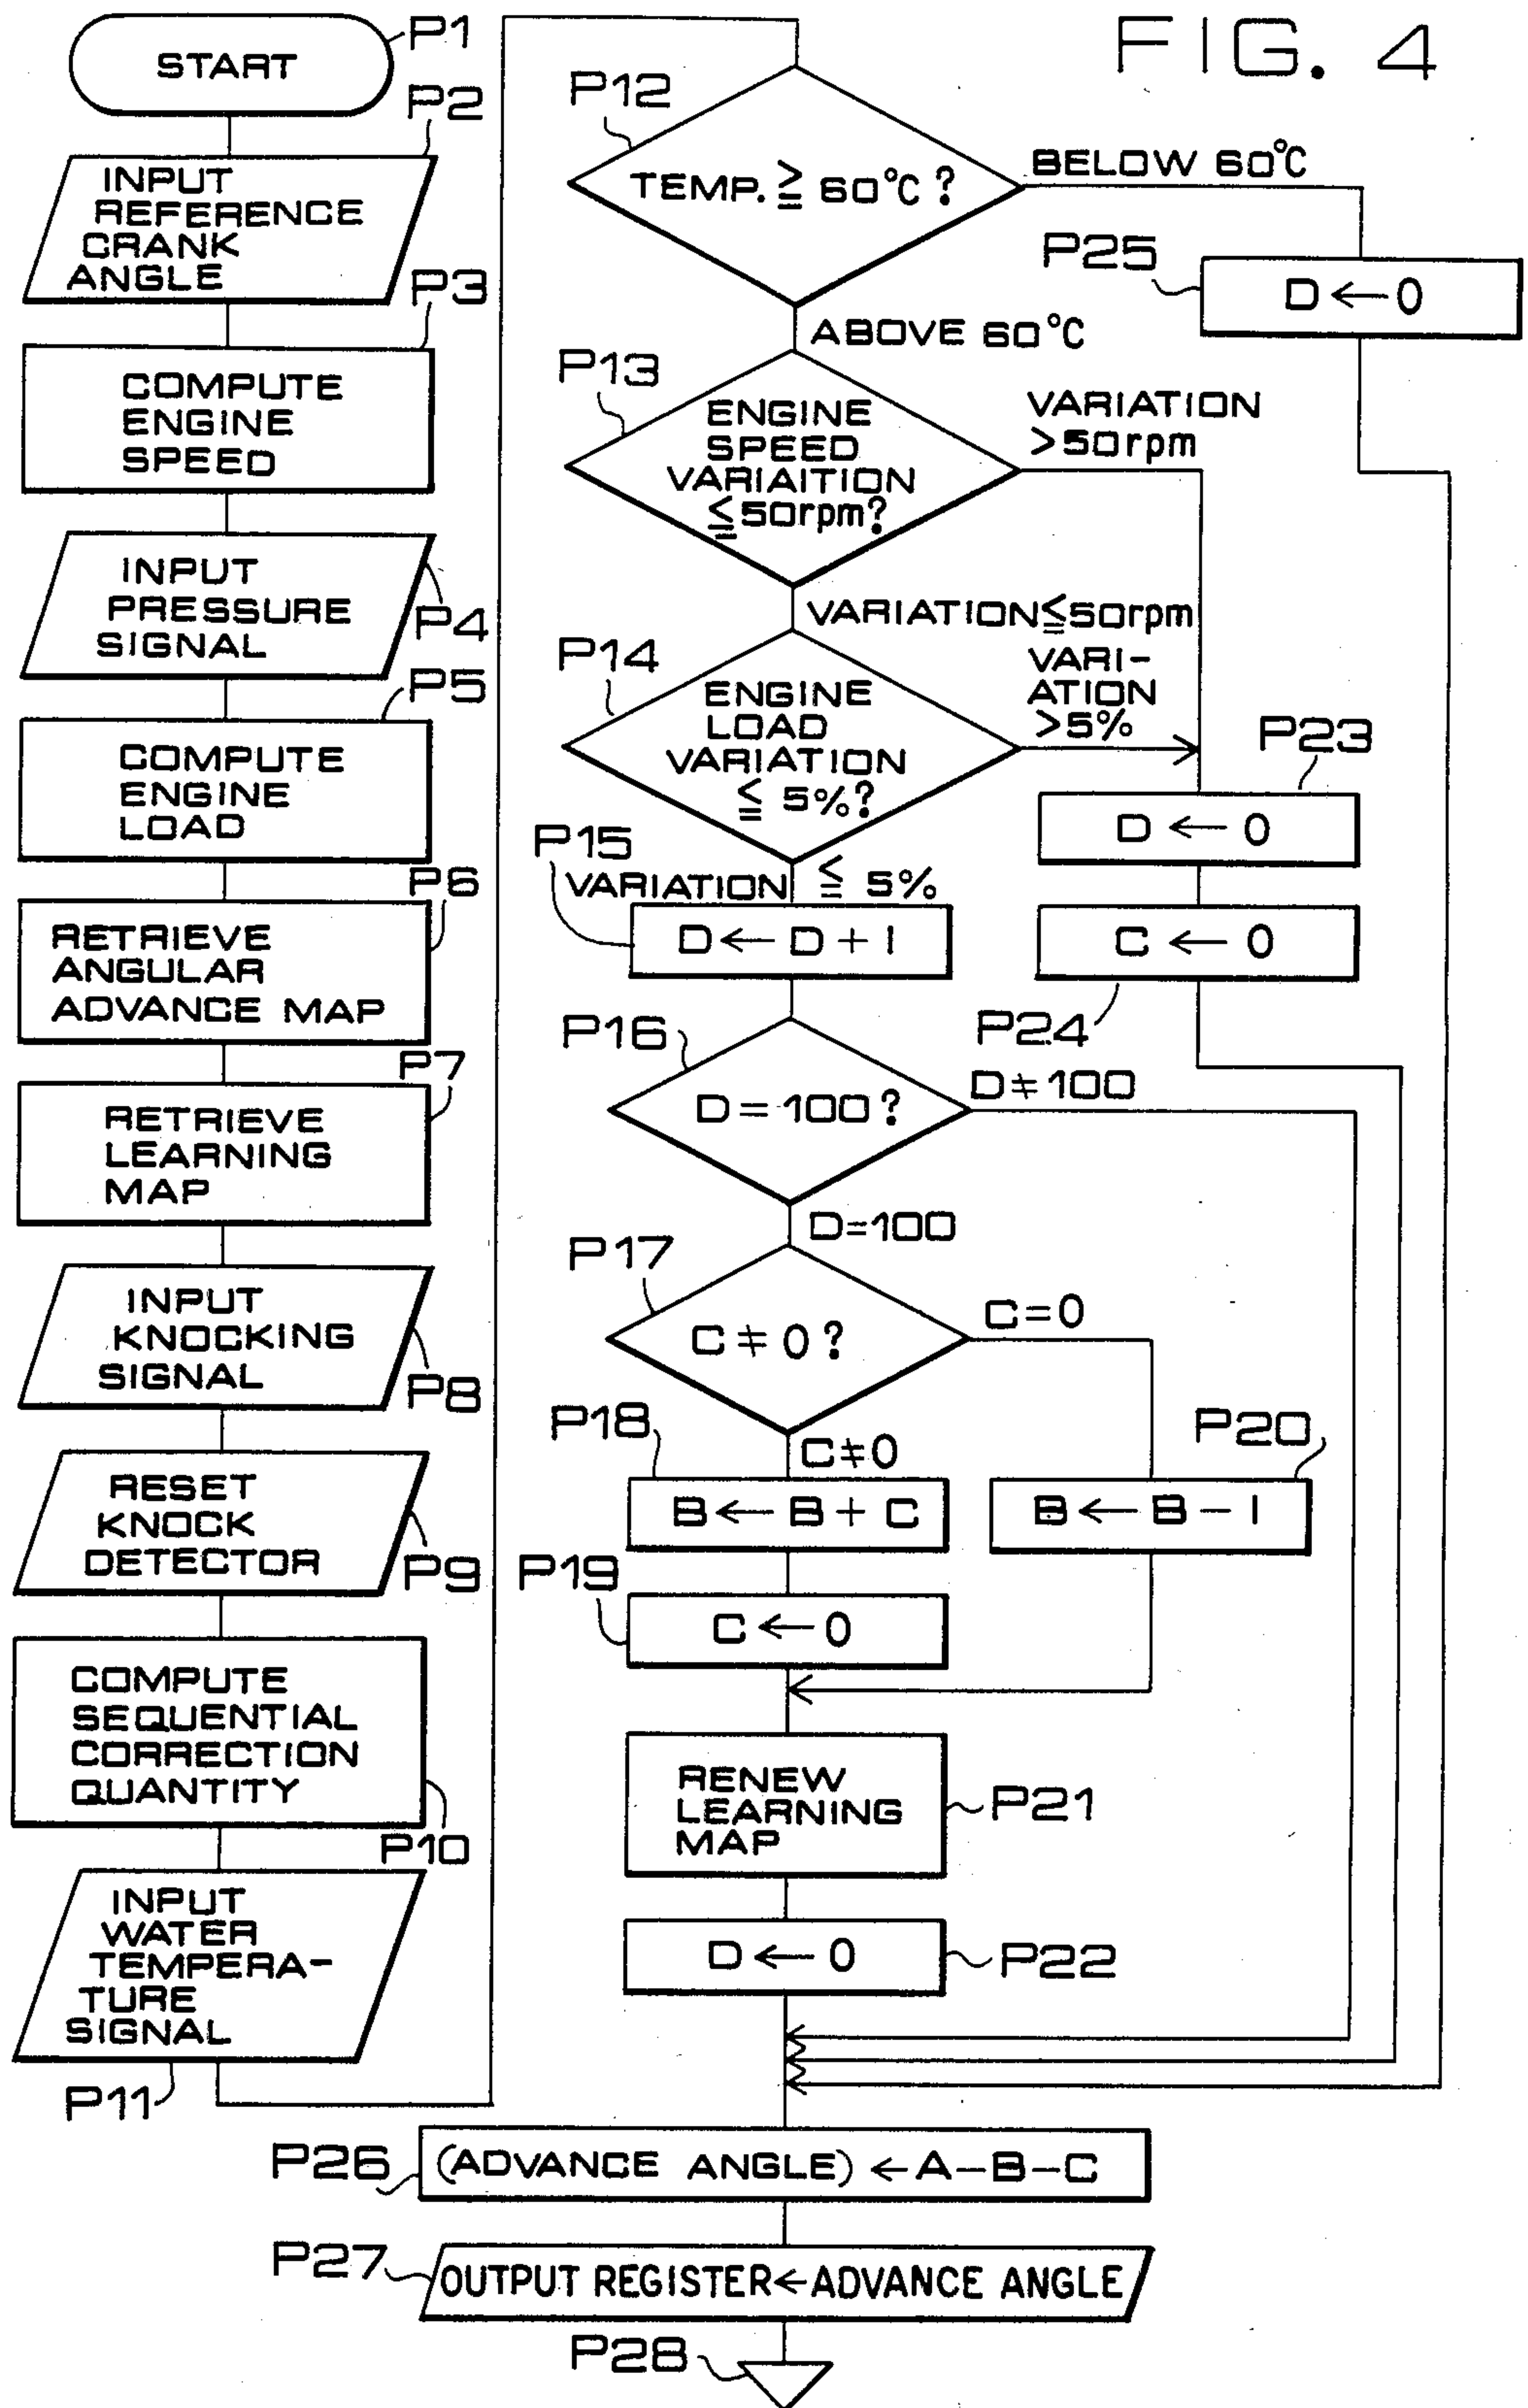 FIG. 4
P1
START
P2
INPUT
REFERENCE
CRANK
ANGLE
P3
COMPUTE
ENGINE
SPEED
INPUT
PRESSURE
SIGNAL
P4
P5
COMPUTE
ENGINE
LOAD
P6
RETRIEVE
ANGULAR
ADVANCE MAP
P7
RETRIEVE
LEARNING
MAP
INPUT
KNOCKING
SIGNAL
P8
RESET
KNOCK
DETECTOR
P9
COMPUTE
SEQUENTIAL
CORRECTION
QUANTITY
P10
INPUT
WATER
TEMPERA-
TURE
SIGNAL
P11
P12
TEMP. ≧ 60°C ?
BELOW 60°C
P25
D ← 0
ABOVE 60°C
P13
ENGINE
SPEED
VARIAITION
≦50rpm?
VARIATION
>50rpm
VARIATION≦50rpm
P14
ENGINE
LOAD
VARIATION
≦ 5%?
VARI-
ATION
>5%
P23
D ← 0
C ← 0
P24
P15
VARIATION ≦ 5%
D ← D + 1
P16
D = 100 ?
D ≠ 100
D=100
P17
C ≠ 0 ?
C=0
P18
C≠0
B ← B + C
P20
B ← B - 1
P19
C ← 0
RENEW
LEARNING
MAP
P21
D ← 0
P22
P26
(ADVANCE ANGLE) ← A-B-C
P27
OUTPUT REGISTER←ADVANCE ANGLE
P28